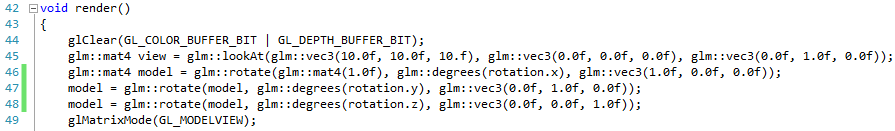 42 void render()
43 {
44 glClear(GL_COLOR_BUFFER_BIT | GL_DEPTH_BUFFER_BIT);
45 glm::mat4 view = glm::lookAt(glm::vec3(10.0f, 10.0f, 10.f), glm::vec3(0.0f, 0.0f, 0.0f), glm::vec3(0.0f, 1.0f, 0.0f));
46 glm::mat4 model = glm::rotate(glm::mat4(1.0f), glm::degrees(rotation.x), glm::vec3(1.0f, 0.0f, 0.0f));
47 model = glm::rotate(model, glm::degrees(rotation.y), glm::vec3(0.0f, 1.0f, 0.0f));
48 model = glm::rotate(model, glm::degrees(rotation.z), glm::vec3(0.0f, 0.0f, 1.0f));
49 glMatrixMode(GL_MODELVIEW);